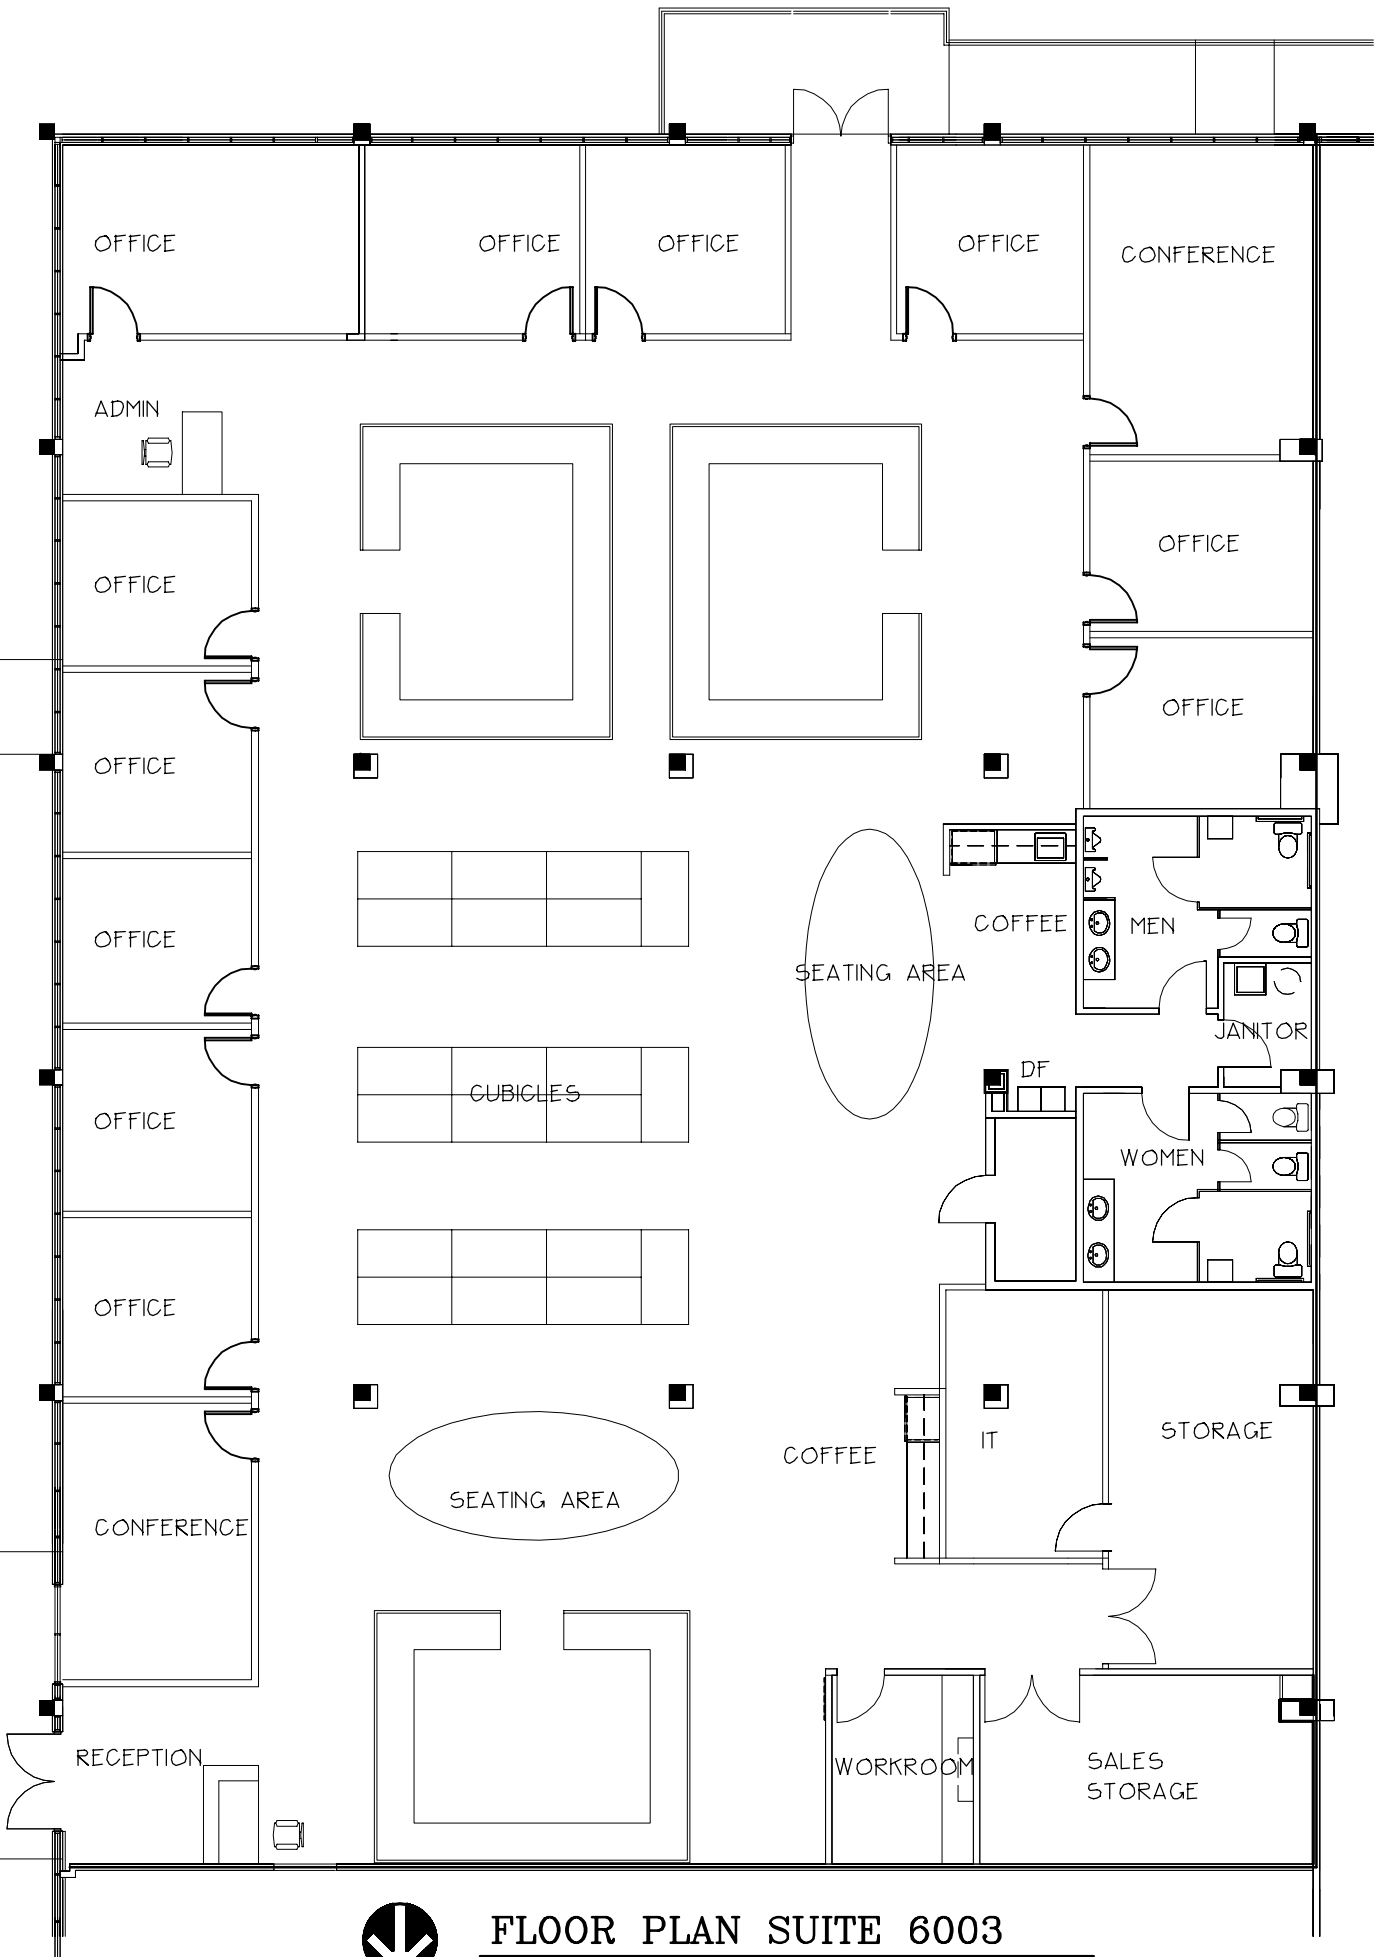 OFFICE
OFFICE
OFFICE
OFFICE
CONFERENCE
ADMIN
OFFICE
OFFICE
OFFICE
OFFICE
COFFEE
MEN
OFFICE
SEATING AREA
JANITOR
DF
CUBICLES
OFFICE
WOMEN
OFFICE
STORAGE
IT
COFFEE
SEATING AREA
CONFERENCE
RECEPTION
WORKROOM
SALES
STORAGE
FLOOR PLAN SUITE 6003